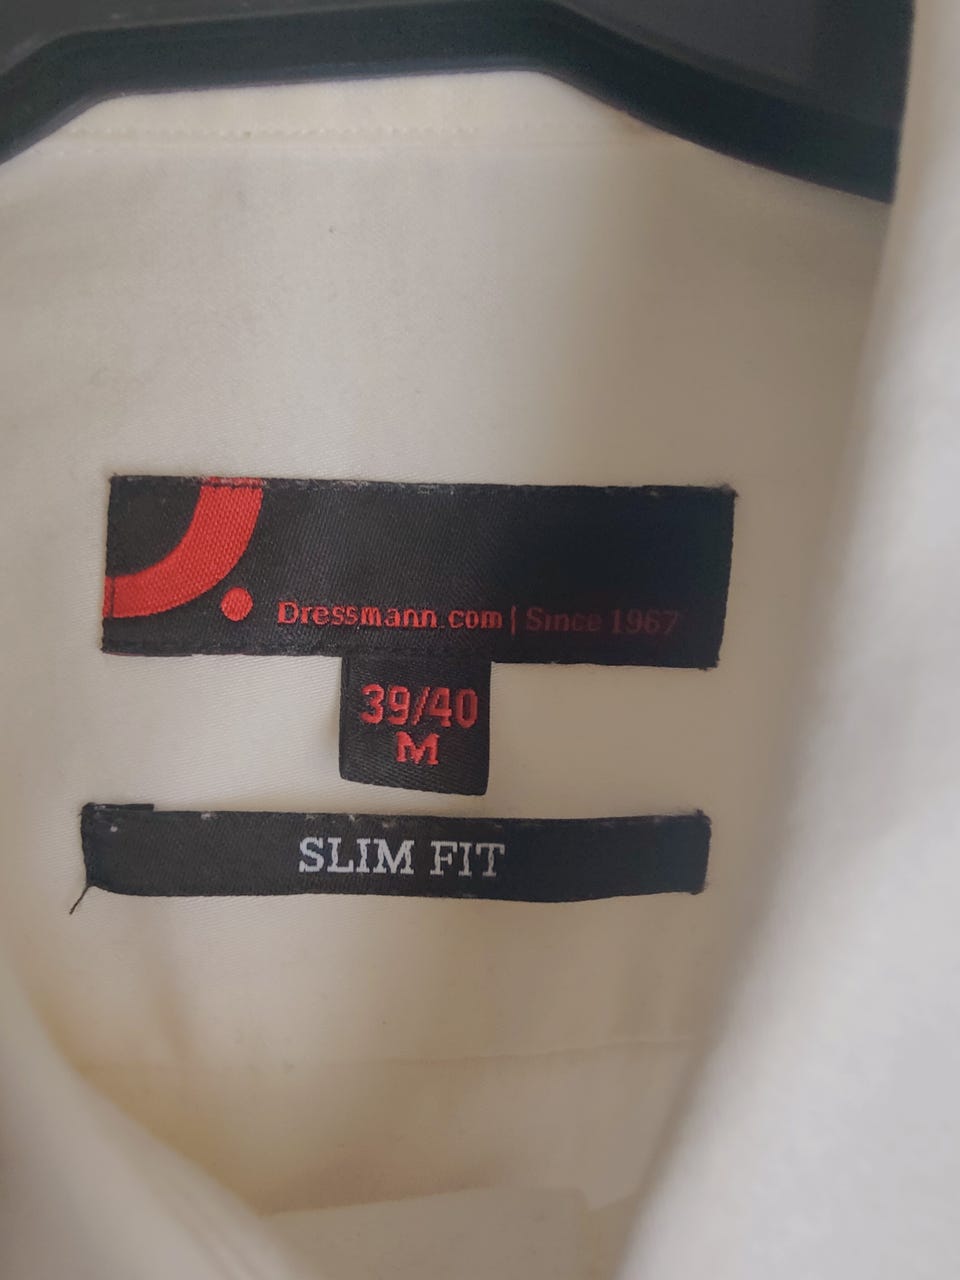 Dressmann.com | Since 1967
39/40
M
SLIM FIT